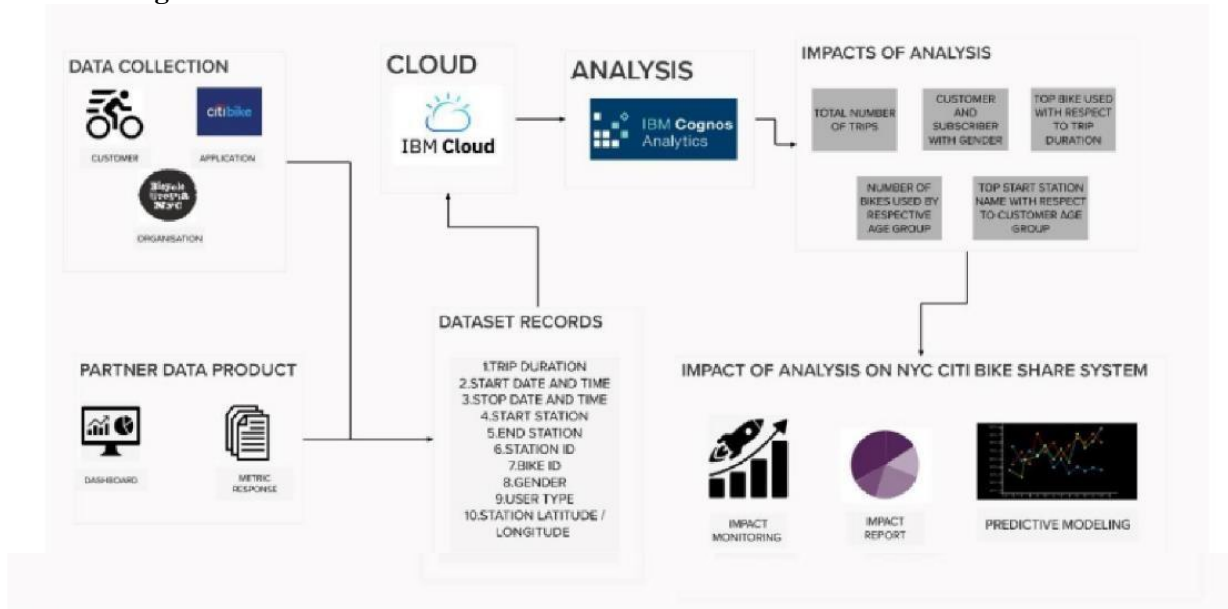 DATA COLLECTION
citibike
CUSTOMER
APPLICATION
Bicycle
Utopia
NYC
ORGANISATION
CLOUD
IBM Cloud
ANALYSIS
IBM Cognos
Analytics
IMPACTS OF ANALYSIS
TOTAL NUMBER
OF TRIPS
CUSTOMER
AND
SUBSCRIBER
WITH GENDER
TOP BIKE USED
WITH RESPECT
TO TRIP
DURATION
NUMBER OF
BIKES USED BY
RESPECTIVE
AGE GROUP
TOP START STATION
NAME WITH RESPECT
TO CUSTOMER AGE
GROUP
PARTNER DATA PRODUCT
DASHBOARD
METRIC
RESPONSE
DATASET RECORDS
1.TRIP DURATION
2.START DATE AND TIME
3.STOP DATE AND TIME
4.START STATION
5.END STATION
6.STATION ID
7.BIKE ID
8.GENDER
9.USER TYPE
10.STATION LATITUDE /
LONGITUDE
IMPACT OF ANALYSIS ON NYC CITI BIKE SHARE SYSTEM
IMPACT
MONITORING
IMPACT
REPORT
PREDICTIVE MODELING